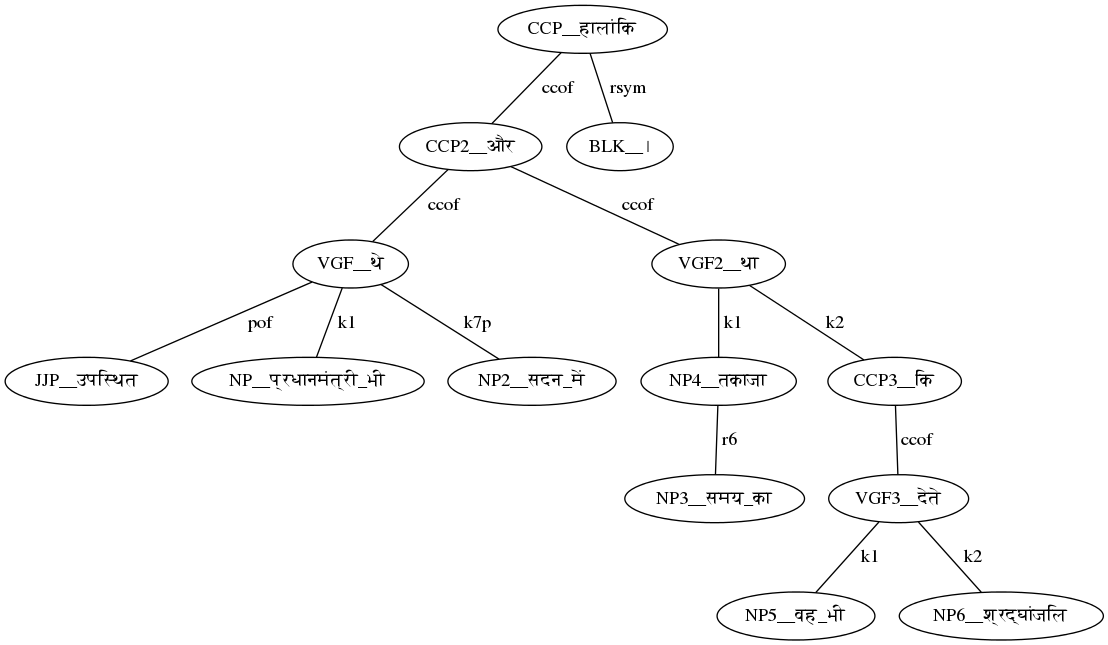 CCP__हालांकि
ccof rsym
CCP2__और BLK__।
ccof ccof
VGF__थे VGF2__था
pof k1 k7p k1 k2
JJP__उपस्थित NP__प्रधानमंत्री_भी NP2__सदन_में NP4__तकाजा CCP3__कि
r6 ccof
NP3__समय_का VGF3__देते
k1 k2
NP5__वह_भी NP6__श्रद्धांजलि